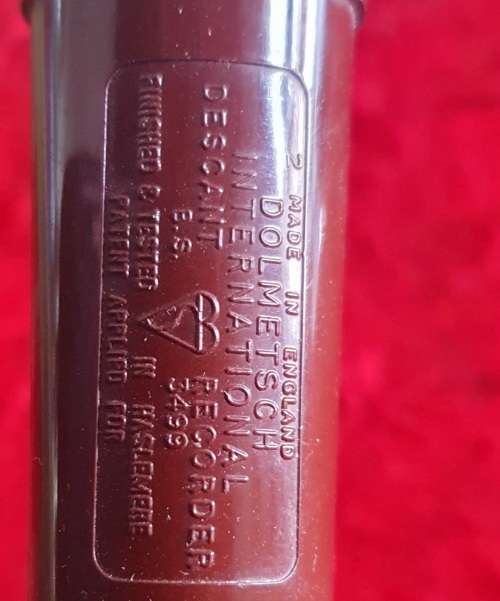 2 MADE IN ENGLAND
DOLMETSCH
INTERNATIONAL
DESCANT RECORDER
B.S. 3499
FINISHED & TESTED IN HASLEMERE
PATENT APPLIED FOR